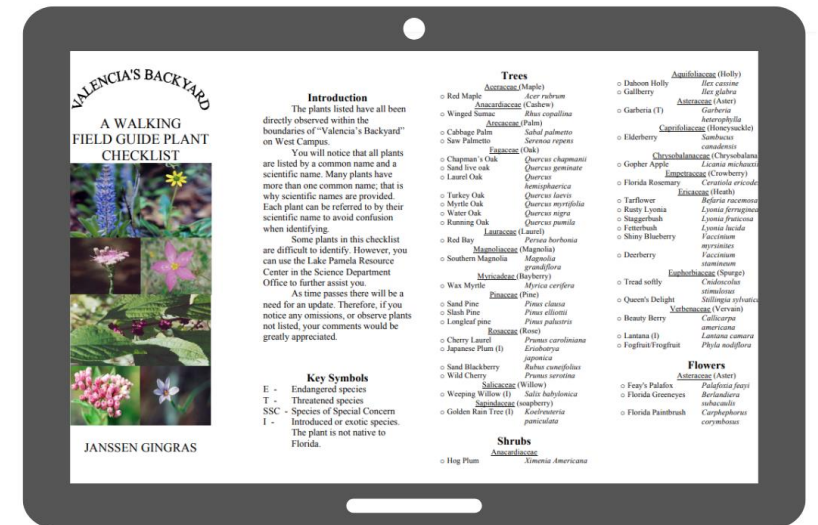 VALENCIA'S BACKYARD
A WALKING
FIELD GUIDE PLANT
CHECKLIST
JANSSEN GINGRAS
Introduction
The plants listed have all been
directly observed within the
boundaries of “Valencia’s Backyard”
on West Campus.
You will notice that all plants
are listed by a common name and a
scientific name. Many plants have
more than one common name; that is
why scientific names are provided.
Each plant can be referred to by their
scientific name to avoid confusion
when identifying.
Some plants in this checklist
are difficult to identify. However, you
can use the Lake Pamela Resource
Center in the Science Department
Office to further assist you.
As time passes there will be a
need for an update. Therefore, if you
notice any omissions, or observe plants
not listed, your comments would be
greatly appreciated.
Key Symbols
E - Endangered species
T - Threatened species
SSC - Species of Special Concern
I - Introduced or exotic species.
The plant is not native to
Florida.
Trees
Aceraceae (Maple)
o Red Maple Acer rubrum
Anacardiaceae (Cashew)
o Winged Sumac Rhus copallina
Arecaceae (Palm)
o Cabbage Palm Sabal palmetto
o Saw Palmetto Serenoa repens
Fagaceae (Oak)
o Chapman’s Oak Quercus chapmanii
o Sand live oak Quercus geminate
o Laurel Oak Quercus
hemisphaerica
o Turkey Oak Quercus laevis
o Myrtle Oak Quercus myrtifolia
o Water Oak Quercus nigra
o Running Oak Quercus pumila
Lauraceae (Laurel)
o Red Bay Persea borbonia
Magnoliaceae (Magnolia)
o Southern Magnolia Magnolia
grandiflora
Myricadeae (Bayberry)
o Wax Myrtle Myrica cerifera
Pinaceae (Pine)
o Sand Pine Pinus clausa
o Slash Pine Pinus elliottii
o Longleaf pine Pinus palustris
Rosaceae (Rose)
o Cherry Laurel Prunus caroliniana
o Japanese Plum (I) Eriobotrya
japonica
o Sand Blackberry Rubus cuneifolius
o Wild Cherry Prunus serotina
Salicaceae (Willow)
o Weeping Willow (I) Salix babylonica
Sapindaceae (soapberry)
o Golden Rain Tree (I) Koelreuteria
paniculata
Shrubs
Anacardiaceae
o Hog Plum Ximenia Americana
Aquifoliaceae (Holly)
o Dahoon Holly Ilex cassine
o Gallberry Ilex glabra
Asteraceae (Aster)
o Garberia (T) Garberia
heterophylla
Caprifoliaceae (Honeysuckle)
o Elderberry Sambucus
canadensis
Chrysobalanaceae (Chrysobalana
o Gopher Apple Licania michauxii
Empetraceae (Crowberry)
o Florida Rosemary Ceratiola ericodes
Ericaceae (Heath)
o Tarflower Befaria racemosa
o Rusty Lyonia Lyonia ferruginea
o Staggerbush Lyonia fruticosa
o Fetterbush Lyonia lucida
o Shiny Blueberry Vaccinium
myrsinites
o Deerberry Vaccinium
stamineum
Euphorbiaceae (Spurge)
o Tread softly Cnidoscolus
stimulosus
o Queen's Delight Stillingia sylvatica
Verbenaceae (Vervain)
o Beauty Berry Callicarpa
americana
o Lantana (I) Lantana camara
o Fogfruit/Frogfruit Phyla nodiflora
Flowers
Asteraceae (Aster)
o Feay's Palafox Palafoxia feayi
o Florida Greeneyes Berlandiera
subacaulis
o Florida Paintbrush Carphephorus
corymbosus